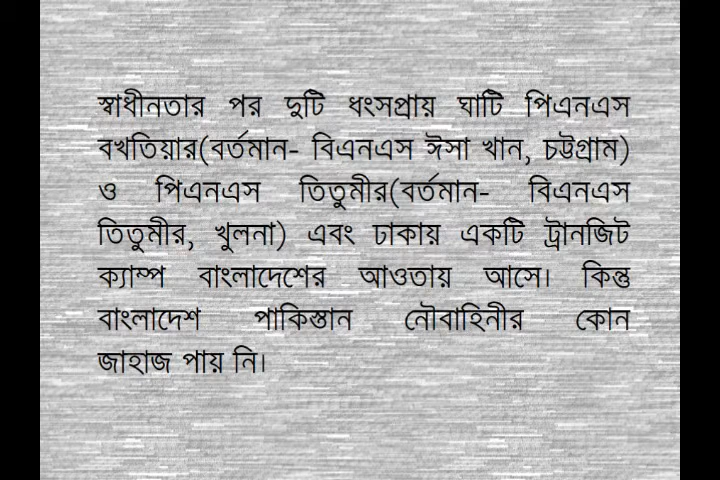 স্বাধীনতার পর দুটি ধংসপ্রায় ঘাটি পিএনএস
বখতিয়ার(বর্তমান- বিএনএস ঈসা খান, চট্টগ্রাম)
ও পিএনএস তিতুমীর(বর্তমান- বিএনএস
তিতুমীর, খুলনা) এবং ঢাকায় একটি ট্রানজিট
ক্যাম্প বাংলাদেশের আওতায় আসে। কিন্তু
বাংলাদেশ পাকিস্তান নৌবাহিনীর কোন
জাহাজ পায় নি।